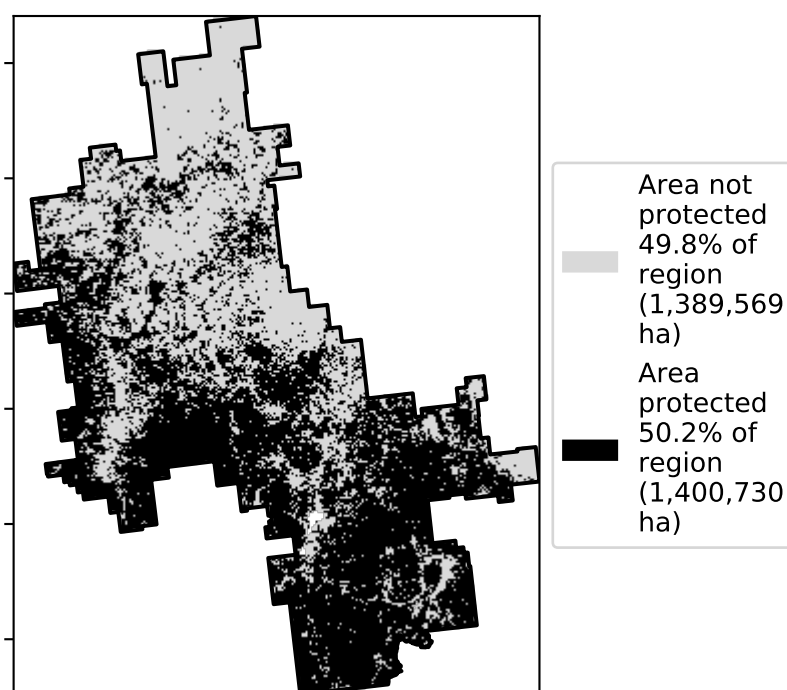 Area not
protected
49.8% of
region
(1,389,569
ha)
Area
protected
50.2% of
region
(1,400,730
ha)